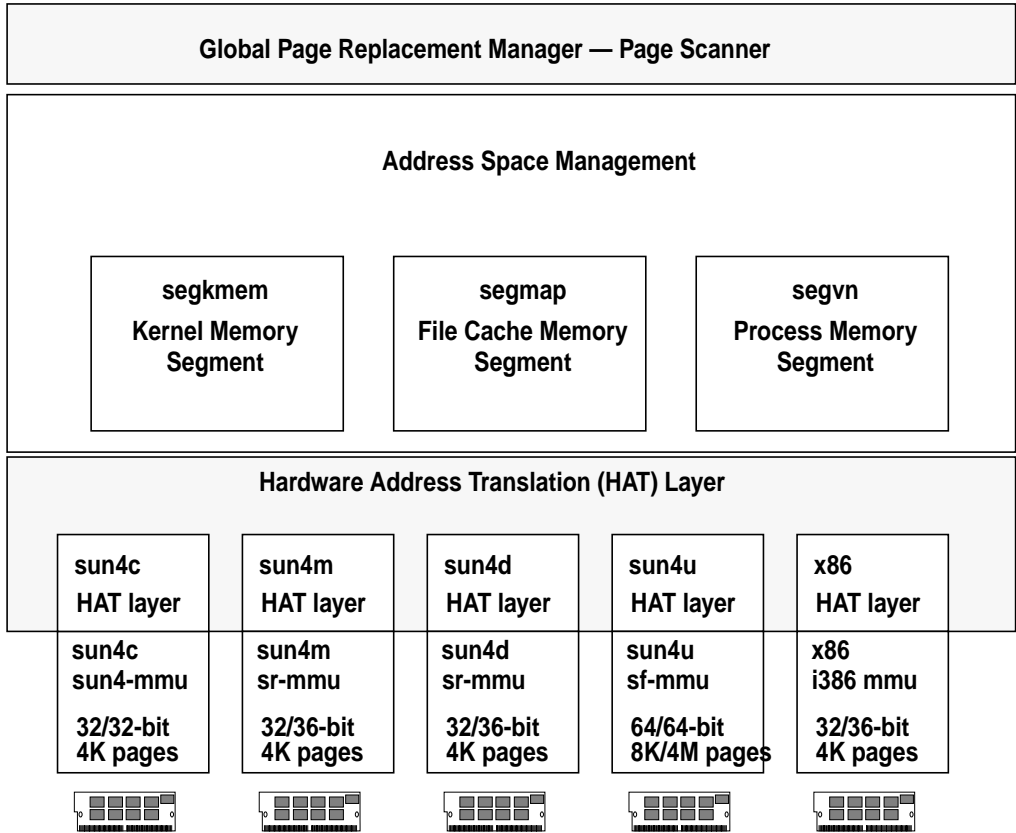 Global Page Replacement Manager — Page Scanner
Address Space Management
segkmem
Kernel Memory
Segment
segmap
File Cache Memory
Segment
segvn
Process Memory
Segment
Hardware Address Translation (HAT) Layer
sun4c
HAT layer
sun4m
HAT layer
sun4d
HAT layer
sun4u
HAT layer
x86
HAT layer
sun4c
sun4-mmu
32/32-bit
4K pages
sun4m
sr-mmu
32/36-bit
4K pages
sun4d
sr-mmu
32/36-bit
4K pages
sun4u
sf-mmu
64/64-bit
8K/4M pages
x86
i386 mmu
32/36-bit
4K pages